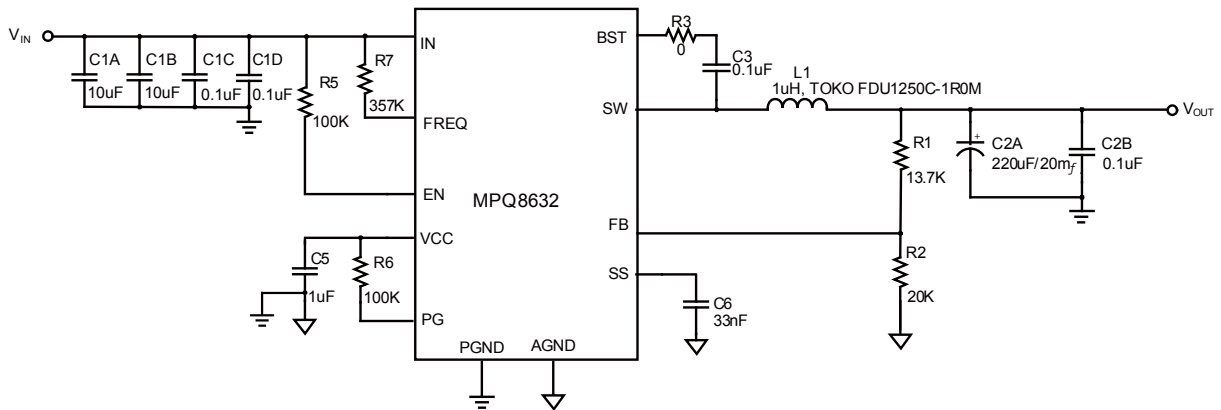 VIN
C1A
10uF
C1B
10uF
C1C
0.1uF
C1D
0.1uF
R5
100K
R7
357K
IN
FREQ
EN
VCC
PG
PGND
AGND
MPQ8632
BST
SW
FB
SS
R3
0
C3
0.1uF
L1
1uH, TOKO FDU1250C-1R0M
VOUT
R1
13.7K
C2A
+
220uF/20mƒ
C2B
0.1uF
R2
20K
C5
1uF
R6
100K
C6
33nF